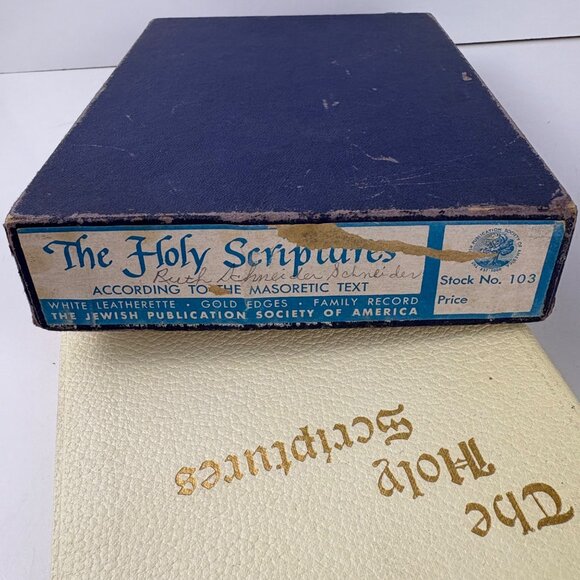 The Holy Scriptures
Ruth Schneider Schneider
ACCORDING TO THE MASORETIC TEXT
WHITE LEATHERETTE · GOLD EDGES · FAMILY RECORD
THE JEWISH PUBLICATION SOCIETY OF AMERICA
Stock No. 103
Price
The
Holy
Scriptures